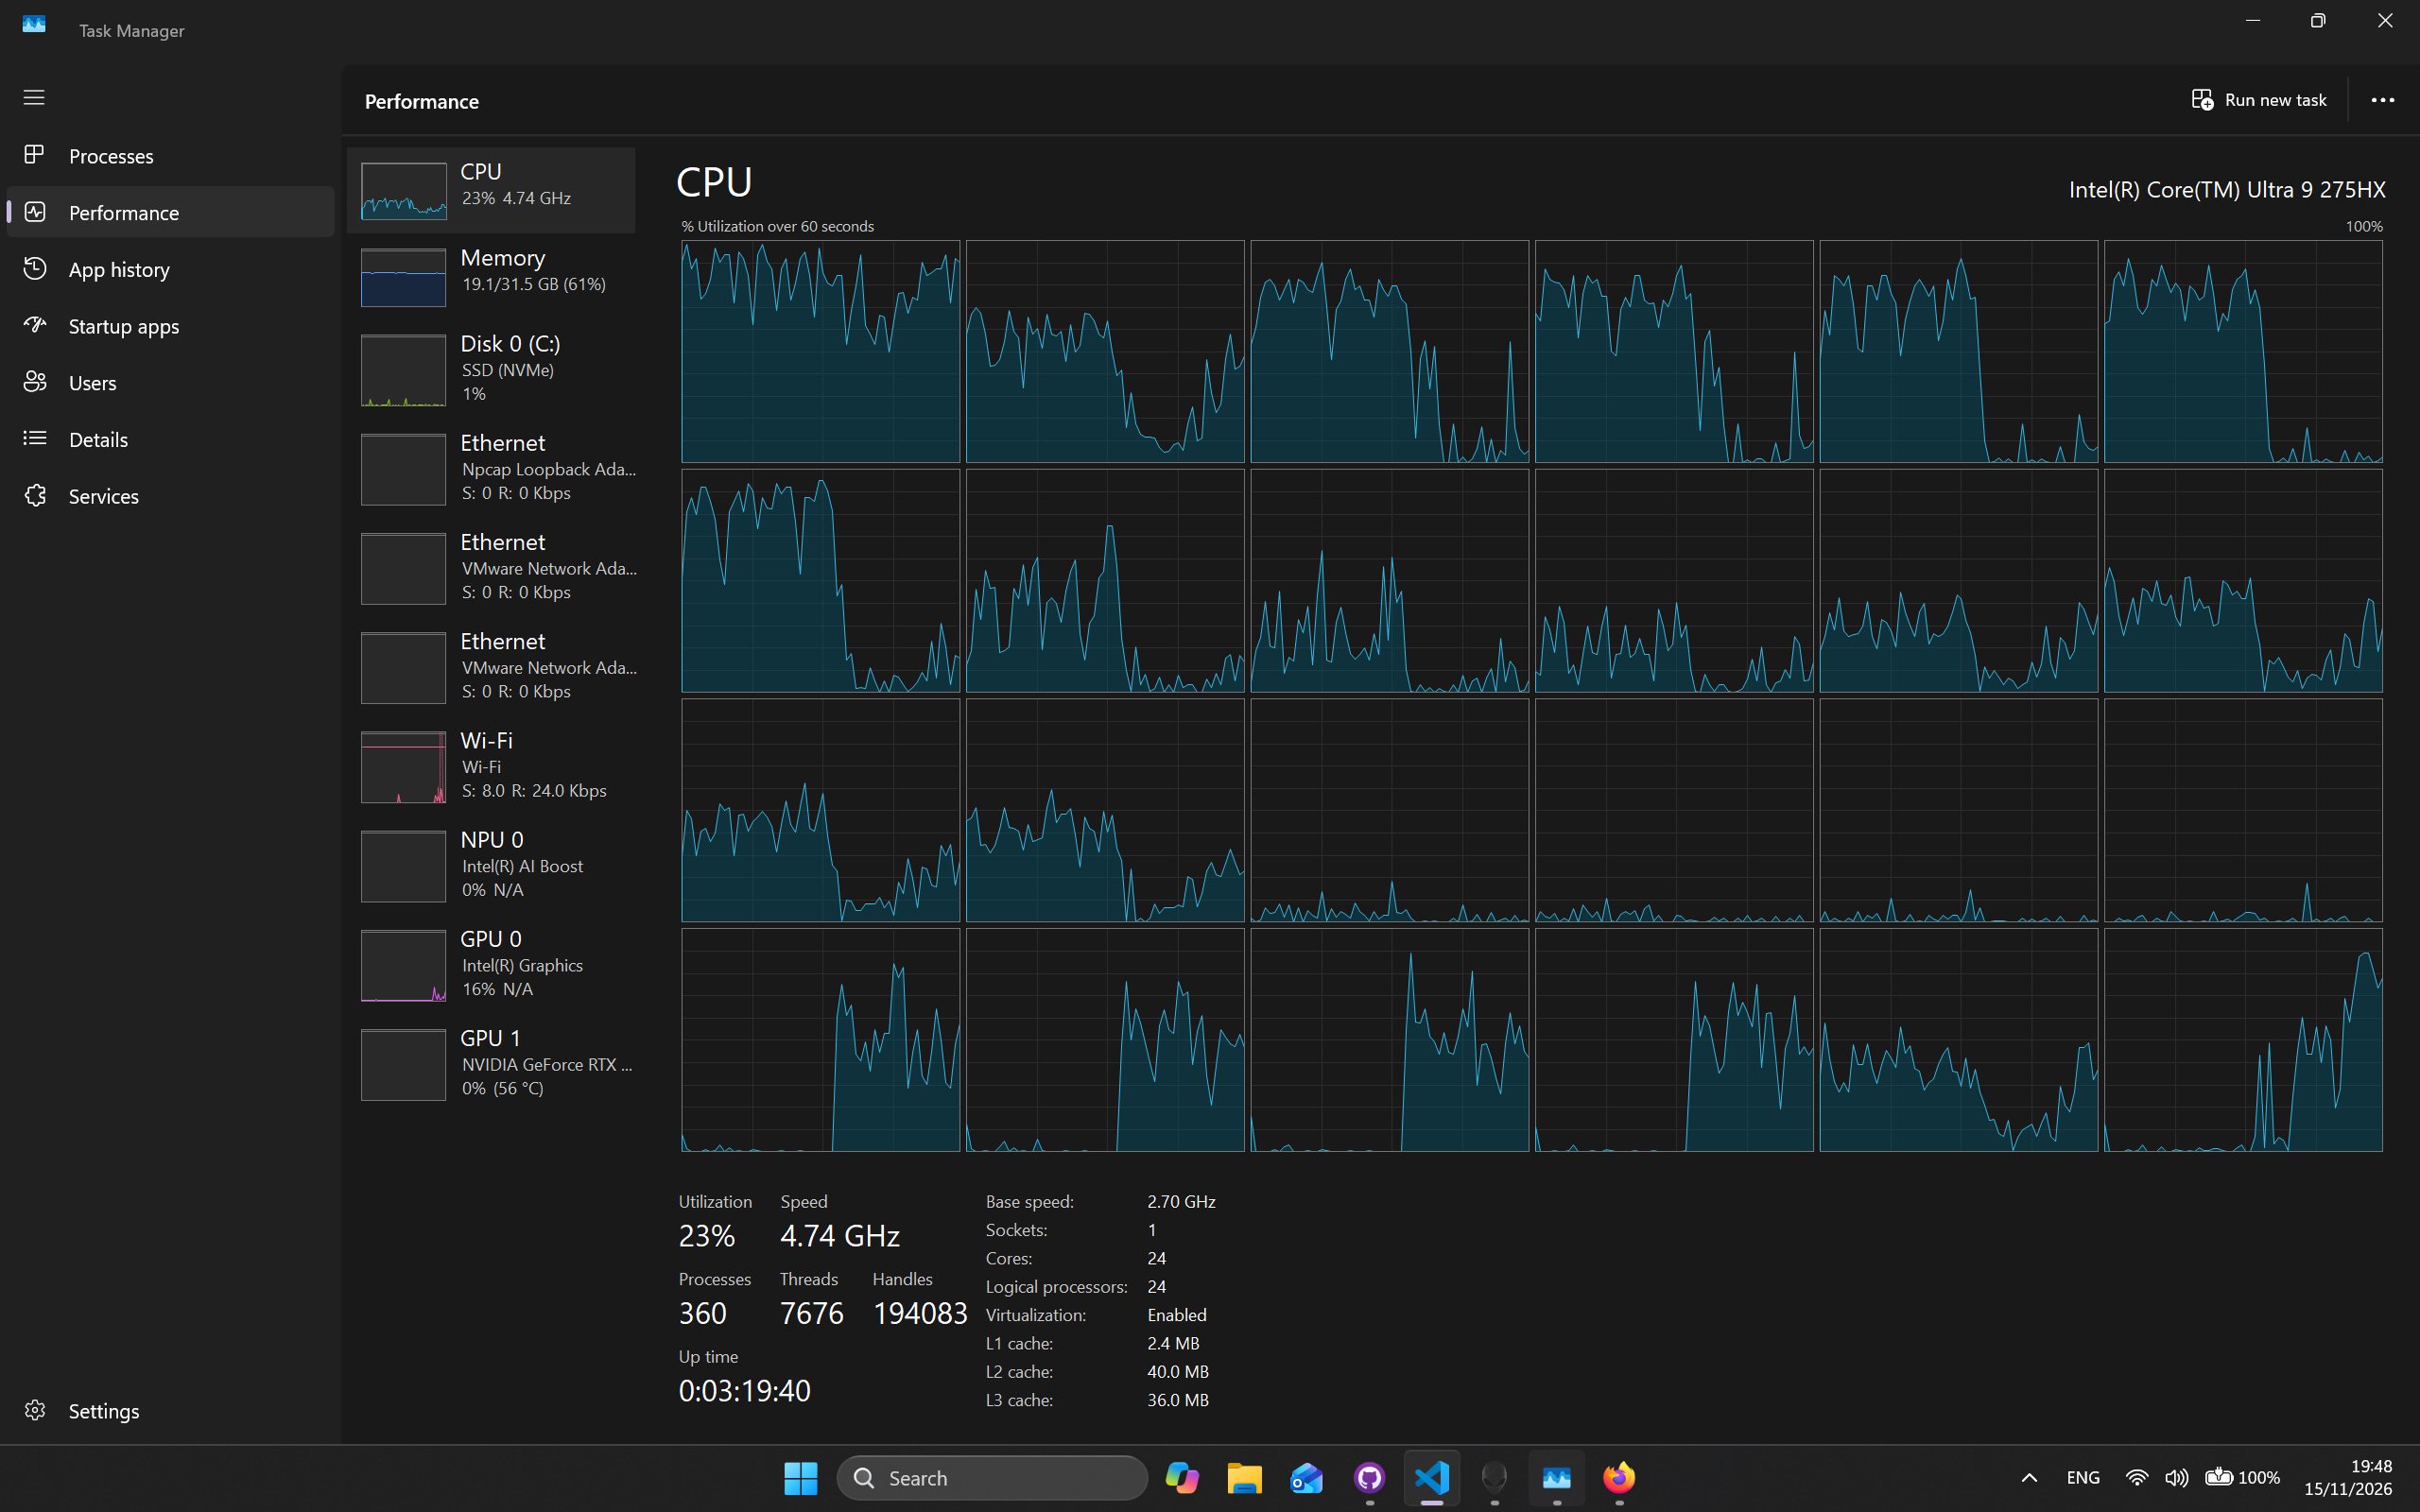 Task Manager
Performance
Run new task
Processes
Performance
App history
Startup apps
Users
Details
Services
Settings
CPU
23% 4.74 GHz
Memory
19.1/31.5 GB (61%)
Disk 0 (C:)
SSD (NVMe)
1%
Ethernet
Npcap Loopback Ada...
S: 0 R: 0 Kbps
Ethernet
VMware Network Ada...
S: 0 R: 0 Kbps
Ethernet
VMware Network Ada...
S: 0 R: 0 Kbps
Wi-Fi
Wi-Fi
S: 8.0 R: 24.0 Kbps
NPU 0
Intel(R) AI Boost
0% N/A
GPU 0
Intel(R) Graphics
16% N/A
GPU 1
NVIDIA GeForce RTX ...
0% (56 °C)
CPU
Intel(R) Core(TM) Ultra 9 275HX
% Utilization over 60 seconds
100%
Utilization Speed
23% 4.74 GHz
Processes Threads Handles
360 7676 194083
Up time
0:03:19:40
Base speed: 2.70 GHz
Sockets: 1
Cores: 24
Logical processors: 24
Virtualization: Enabled
L1 cache: 2.4 MB
L2 cache: 40.0 MB
L3 cache: 36.0 MB
Search
ENG
100%
19:48
15/11/2026